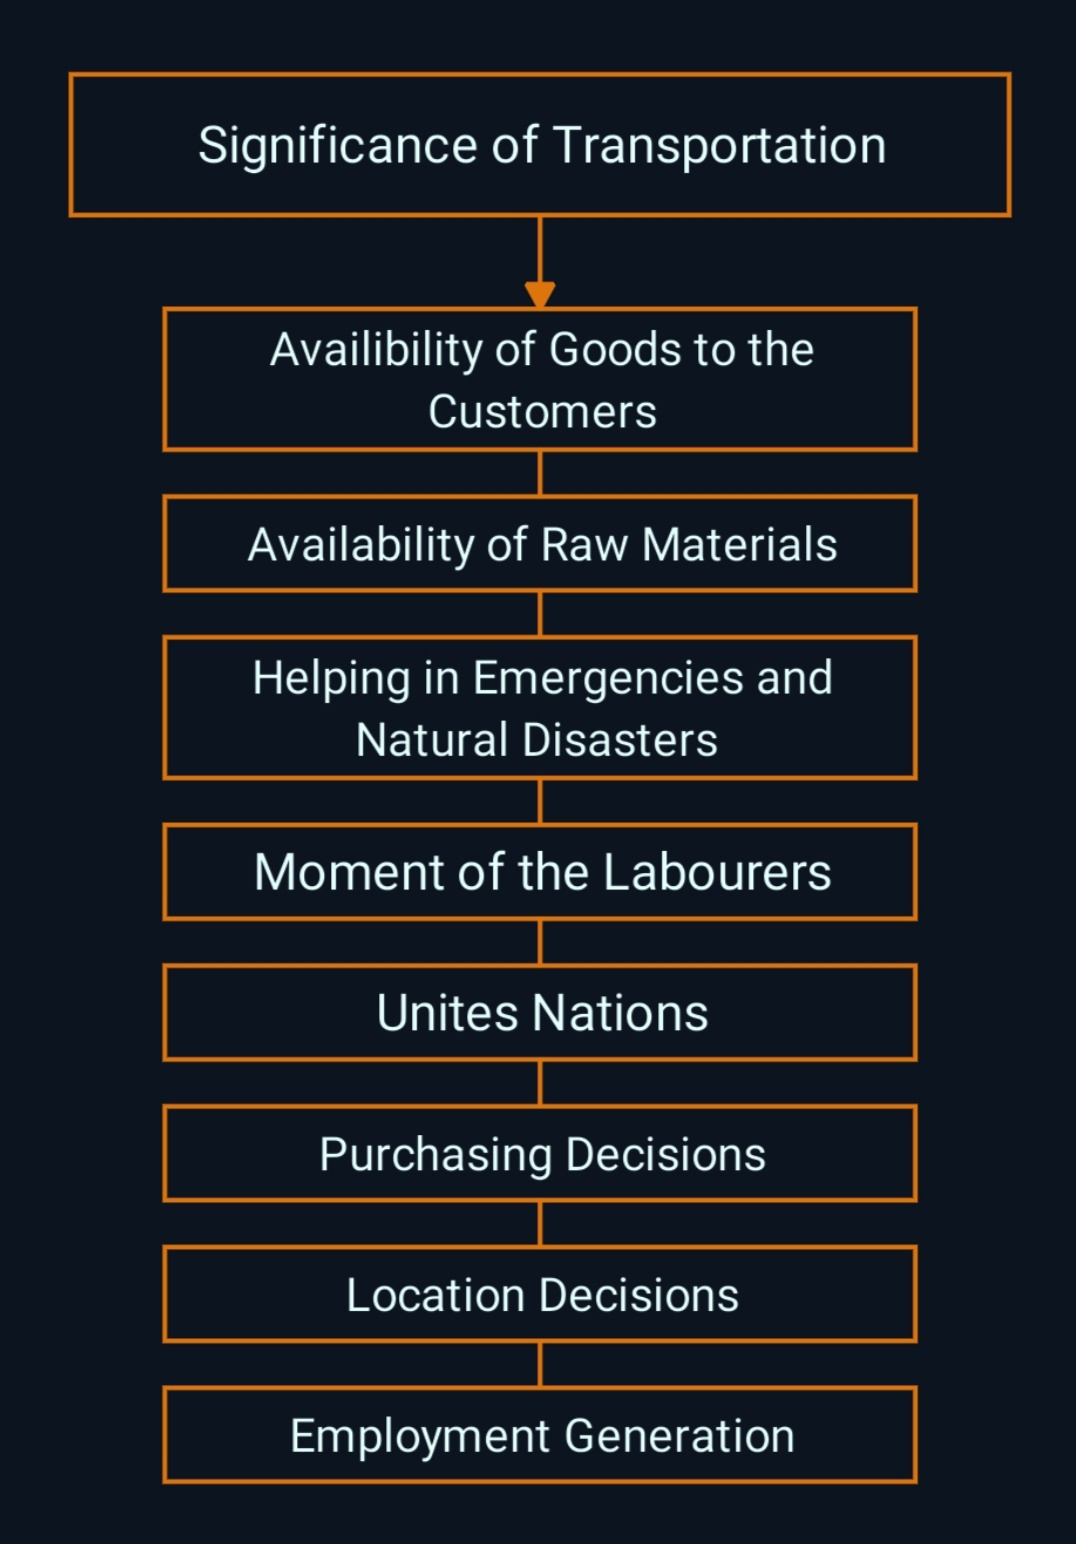 Significance of Transportation
Availibility of Goods to the
Customers
Availability of Raw Materials
Helping in Emergencies and
Natural Disasters
Moment of the Labourers
Unites Nations
Purchasing Decisions
Location Decisions
Employment Generation